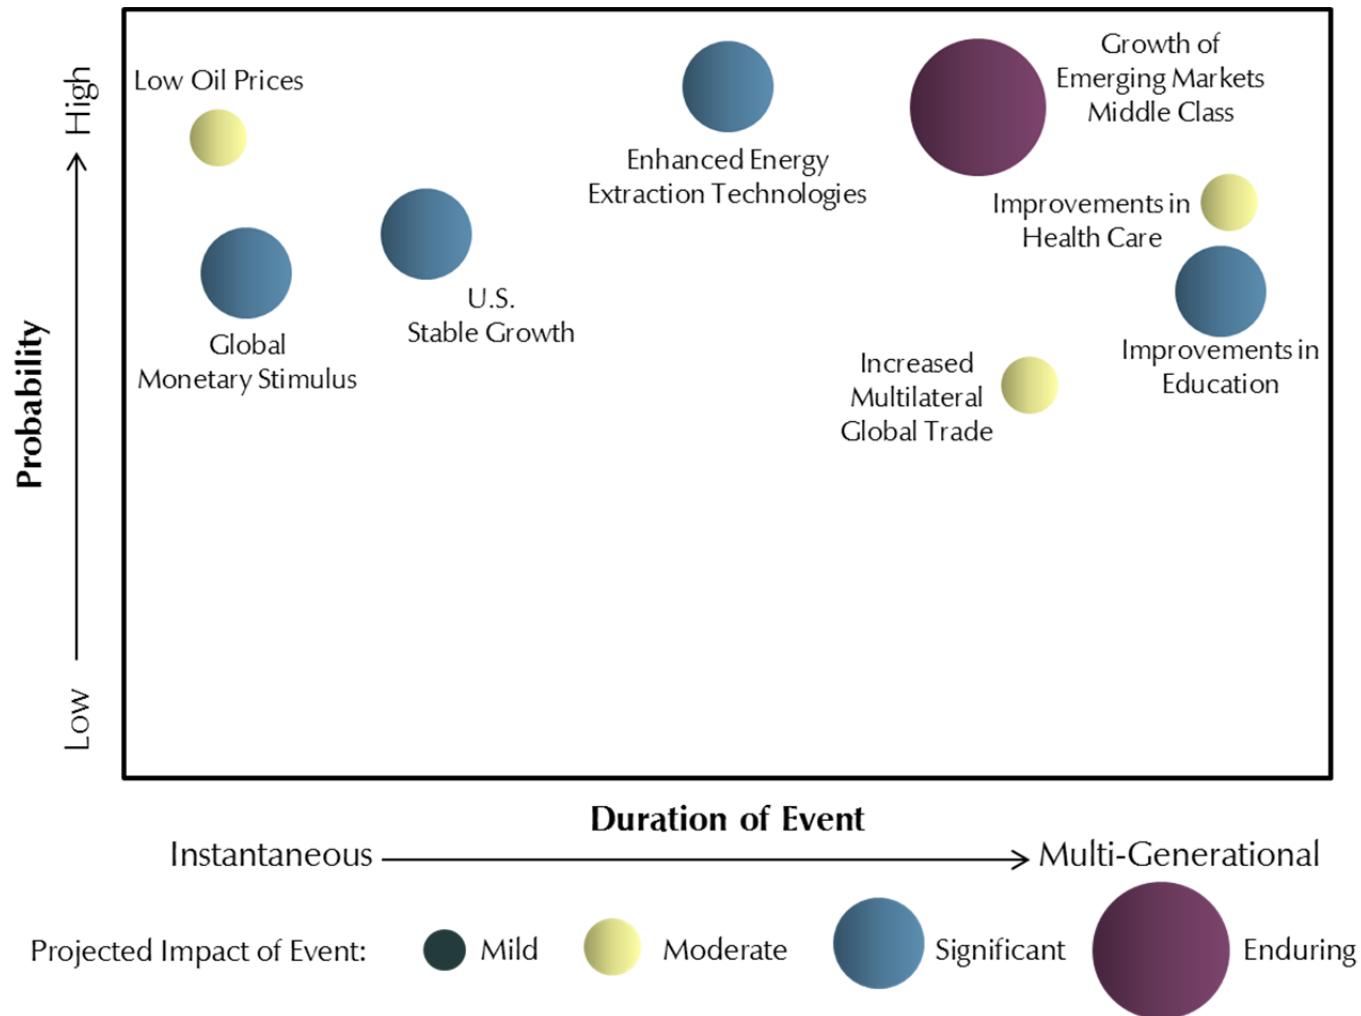 Low Oil Prices
Global
Monetary Stimulus
U.S.
Stable Growth
Enhanced Energy
Extraction Technologies
Growth of
Emerging Markets
Middle Class
Improvements in
Health Care
Improvements in
Education
Increased
Multilateral
Global Trade
High
Probability
Low
Duration of Event
Instantaneous
Multi-Generational
Projected Impact of Event:
Mild
Moderate
Significant
Enduring